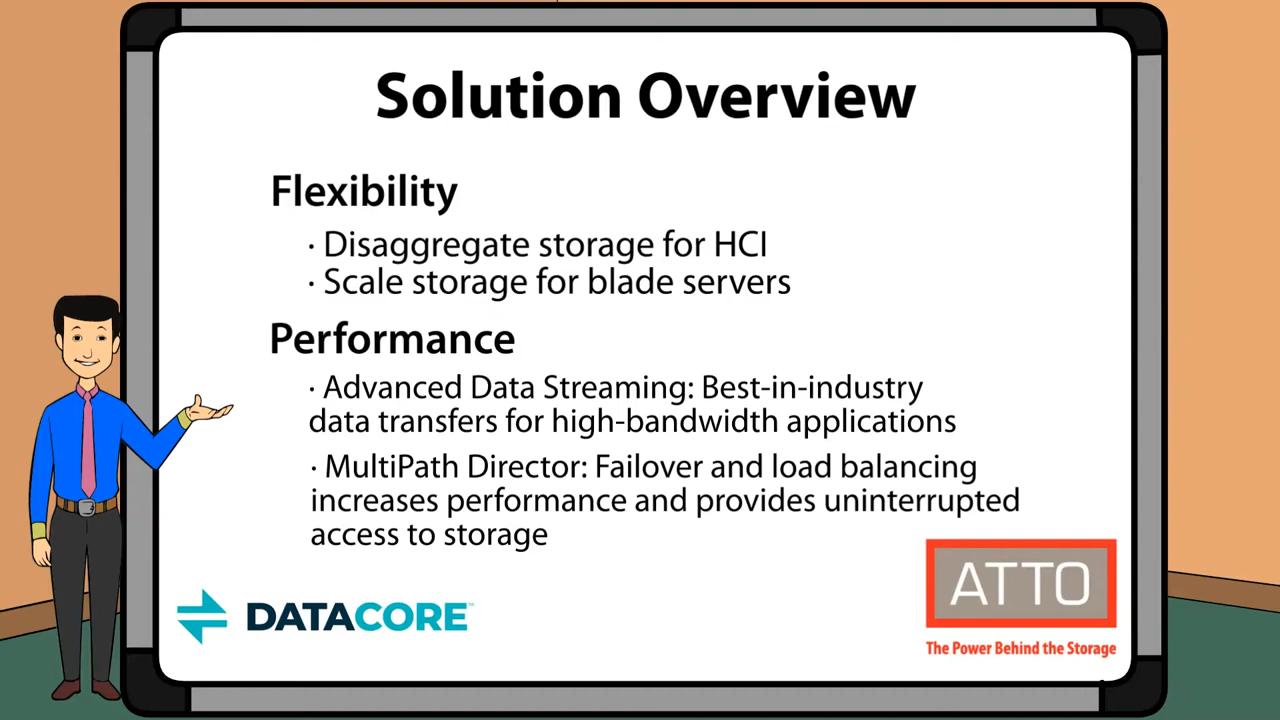 Solution Overview
Flexibility
· Disaggregate storage for HCI
· Scale storage for blade servers
Performance
· Advanced Data Streaming: Best-in-industry
data transfers for high-bandwidth applications
· MultiPath Director: Failover and load balancing
increases performance and provides uninterrupted
access to storage
DATACORE™
ATTO
The Power Behind the Storage